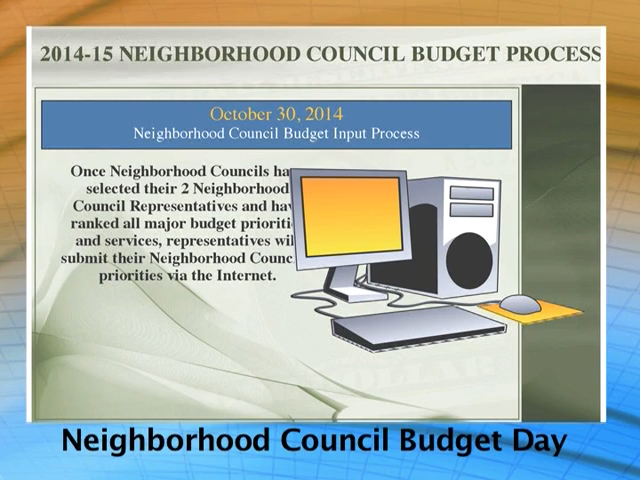 2014-15 NEIGHBORHOOD COUNCIL BUDGET PROCESS
October 30, 2014
Neighborhood Council Budget Input Process
Once Neighborhood Councils ha
selected their 2 Neighborhood
Council Representatives and hav
ranked all major budget prioriti
and services, representatives wil
submit their Neighborhood Counc
priorities via the Internet.
Neighborhood Council Budget Day